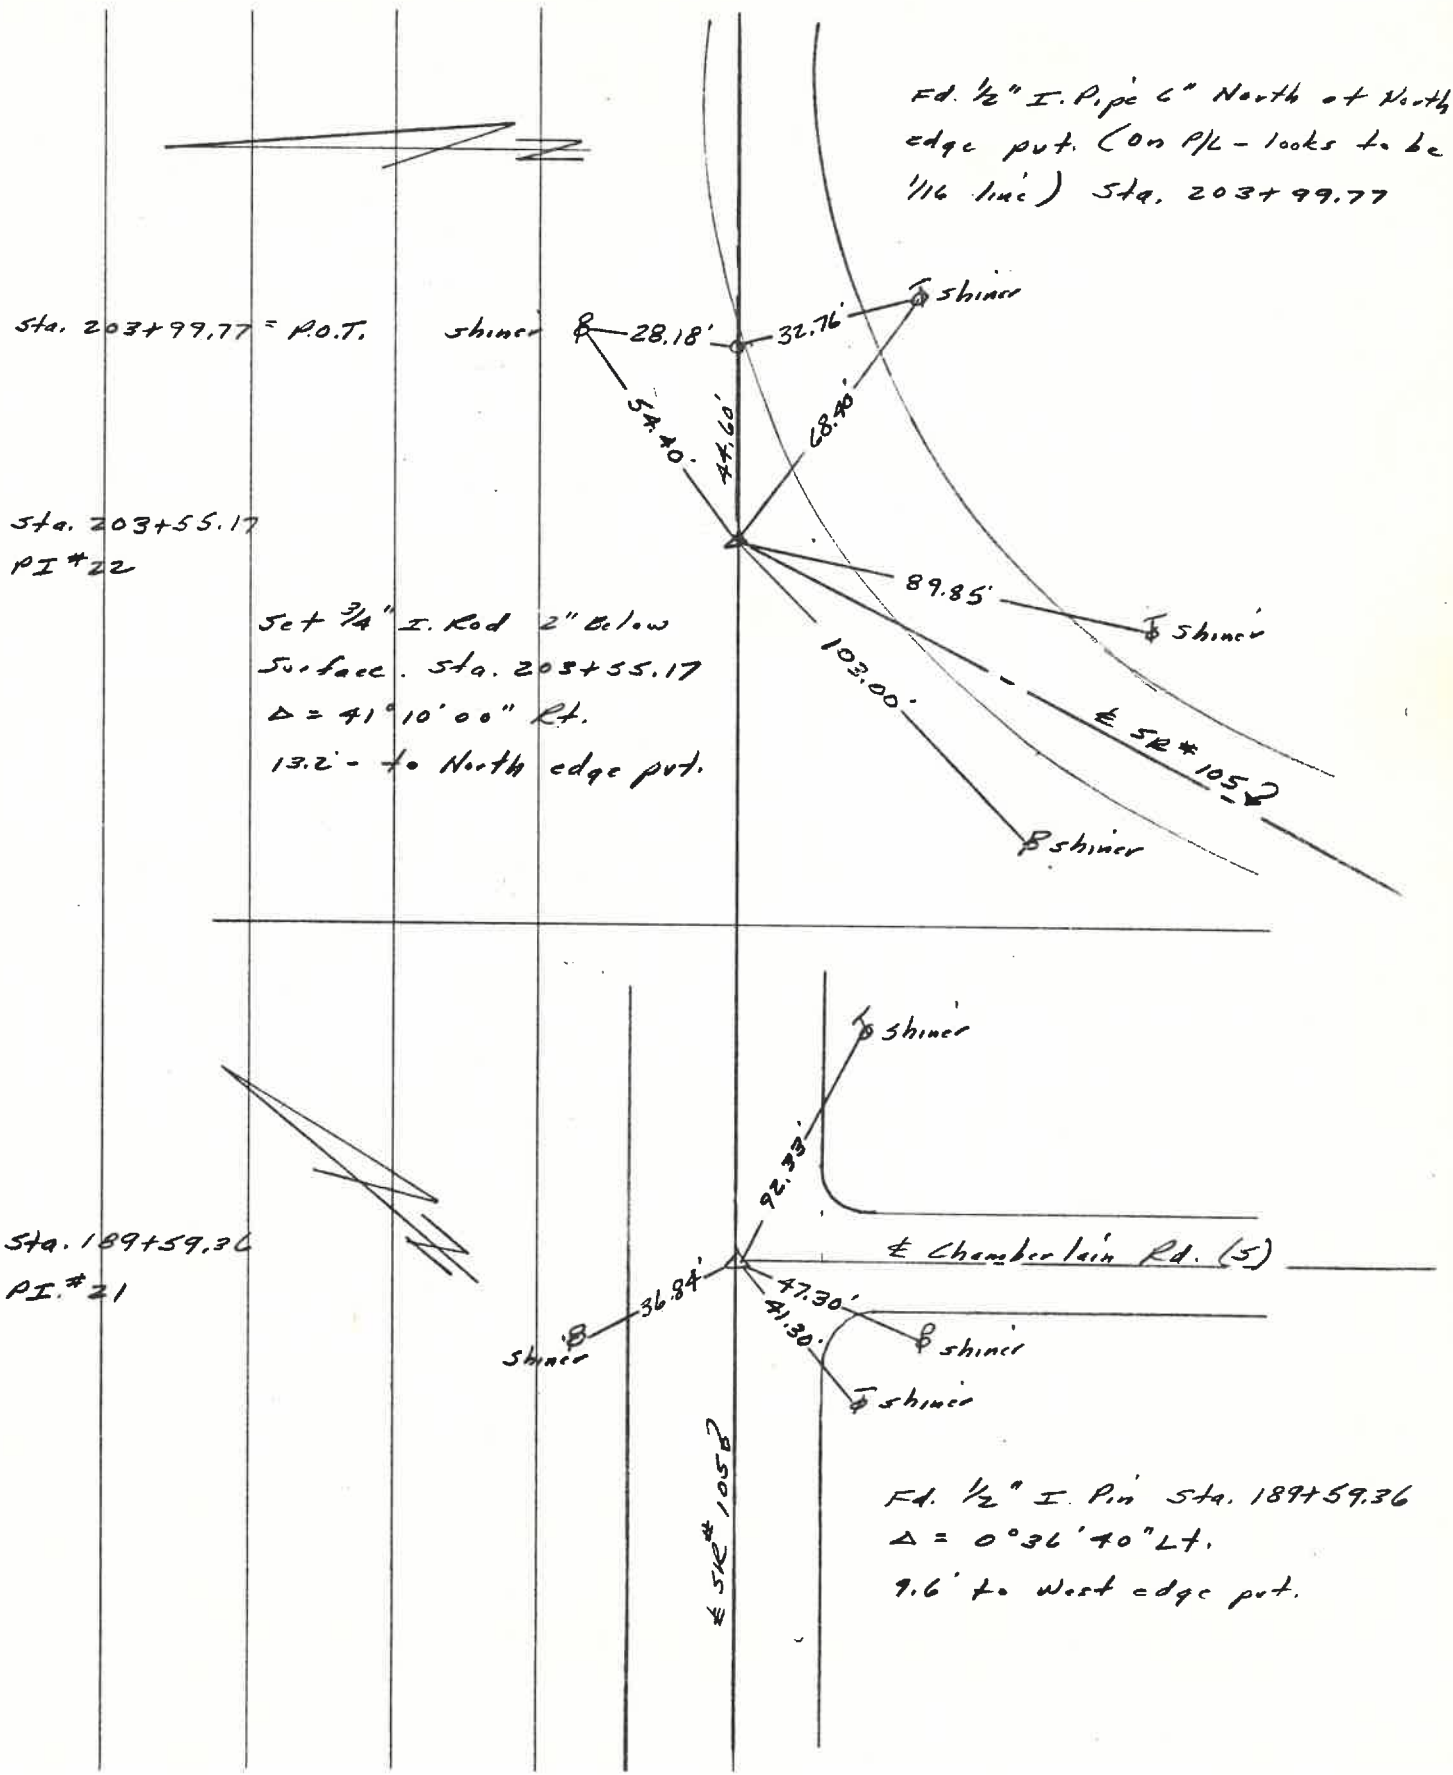 Fd. 1/2" I. Pipe 6" North of North
edge pvt. (on P/L - looks to be
1/16 line) Sta. 203+99.77
shiner
Sta. 203+99.77 = P.O.T.
shiner
28.18'
32.76'
54.40'
44.60'
68.40'
Sta. 203+55.17
PI #22
89.85'
shiner
Set 3/4" I. Rod 2" Below
Surface. Sta. 203+55.17
Δ = 41°10'00" Rt.
13.2' - to North edge pvt.
103.00'
℄ SR # 105
shiner
shiner
92.33'
N
Sta. 189+59.36
PI. #21
℄ Chamberlain Rd. (S)
36.84'
47.30'
41.30'
shiner
shiner
shiner
℄ SR # 105B
Fd. 1/2" I. Pin Sta. 189+59.36
Δ = 0°36'40" Lt.
9.6' to West edge pvt.